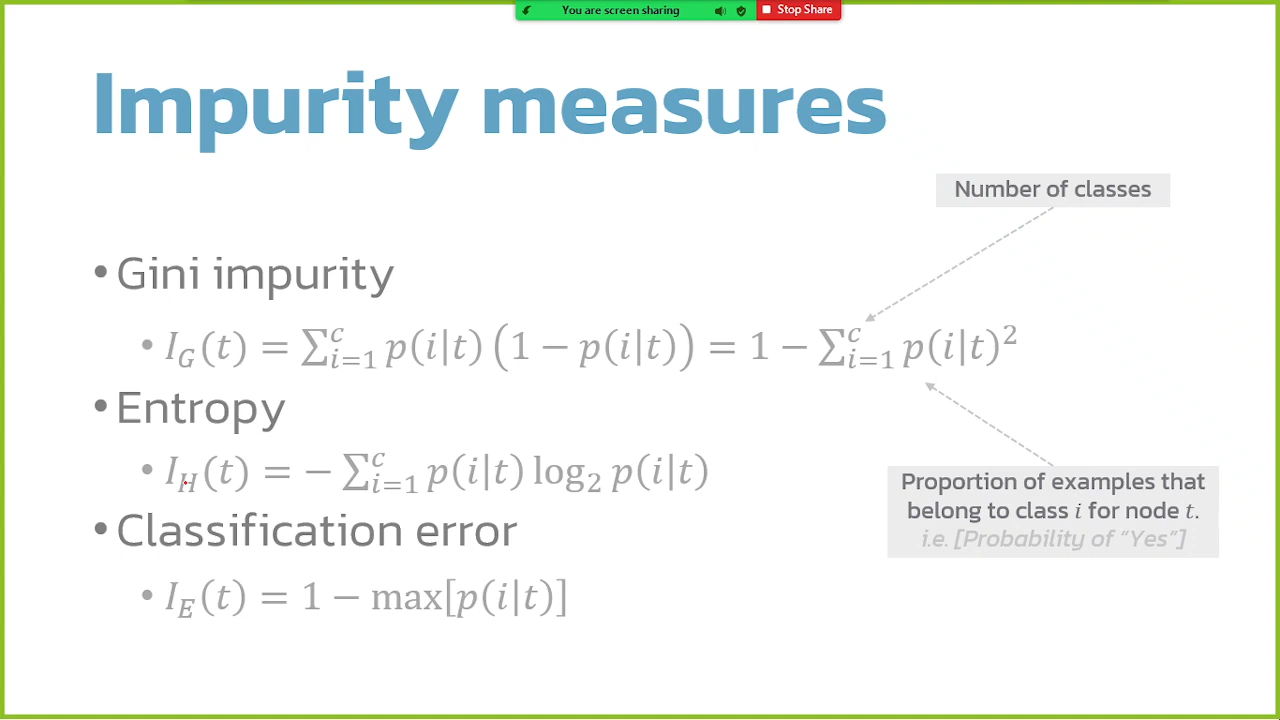 You are screen sharing
Stop Share
Impurity measures
Number of classes
• Gini impurity
• I_G(t) = ∑_{i=1}^{c} p(i|t) (1 − p(i|t)) = 1 − ∑_{i=1}^{c} p(i|t)²
• Entropy
• I_H(t) = − ∑_{i=1}^{c} p(i|t) log₂ p(i|t)
• Classification error
• I_E(t) = 1 − max[p(i|t)]
Proportion of examples that
belong to class i for node t.
i.e. [Probability of “Yes”]